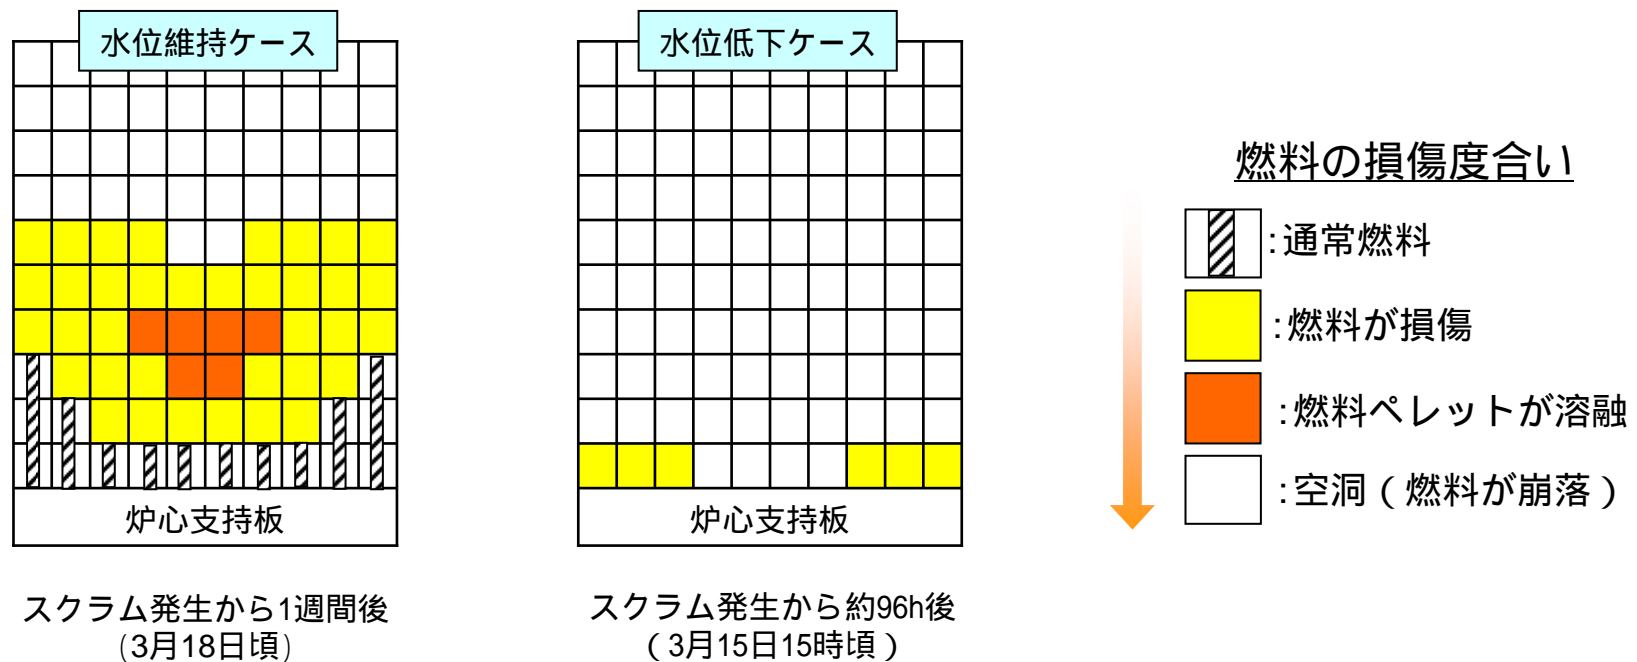 水位維持ケース
炉心支持板
スクラム発生から1週間後
(3月18日頃)
水位低下ケース
炉心支持板
スクラム発生から約96h後
(3月15日15時頃)
燃料の損傷度合い
:通常燃料
:燃料が損傷
:燃料ペレットが溶融
:空洞(燃料が崩落)